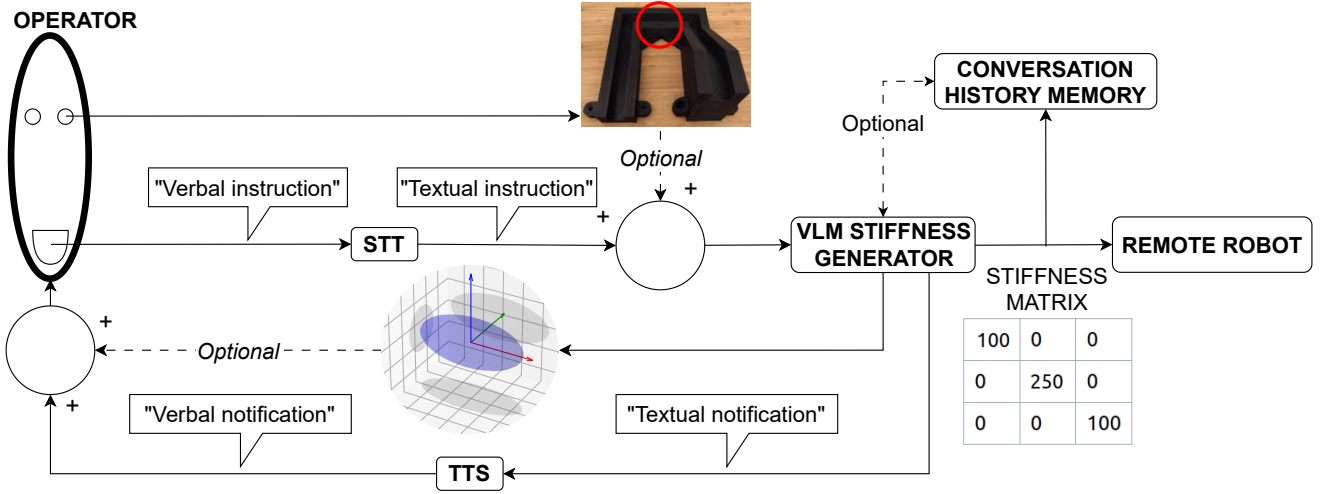 OPERATOR
CONVERSATION
HISTORY MEMORY
Optional
Optional
+
"Verbal instruction"
"Textual instruction"
+
STT
VLM STIFFNESS
GENERATOR
REMOTE ROBOT
STIFFNESS
MATRIX
100 0 0
0 250 0
0 0 100
+
Optional
+
"Verbal notification"
"Textual notification"
TTS